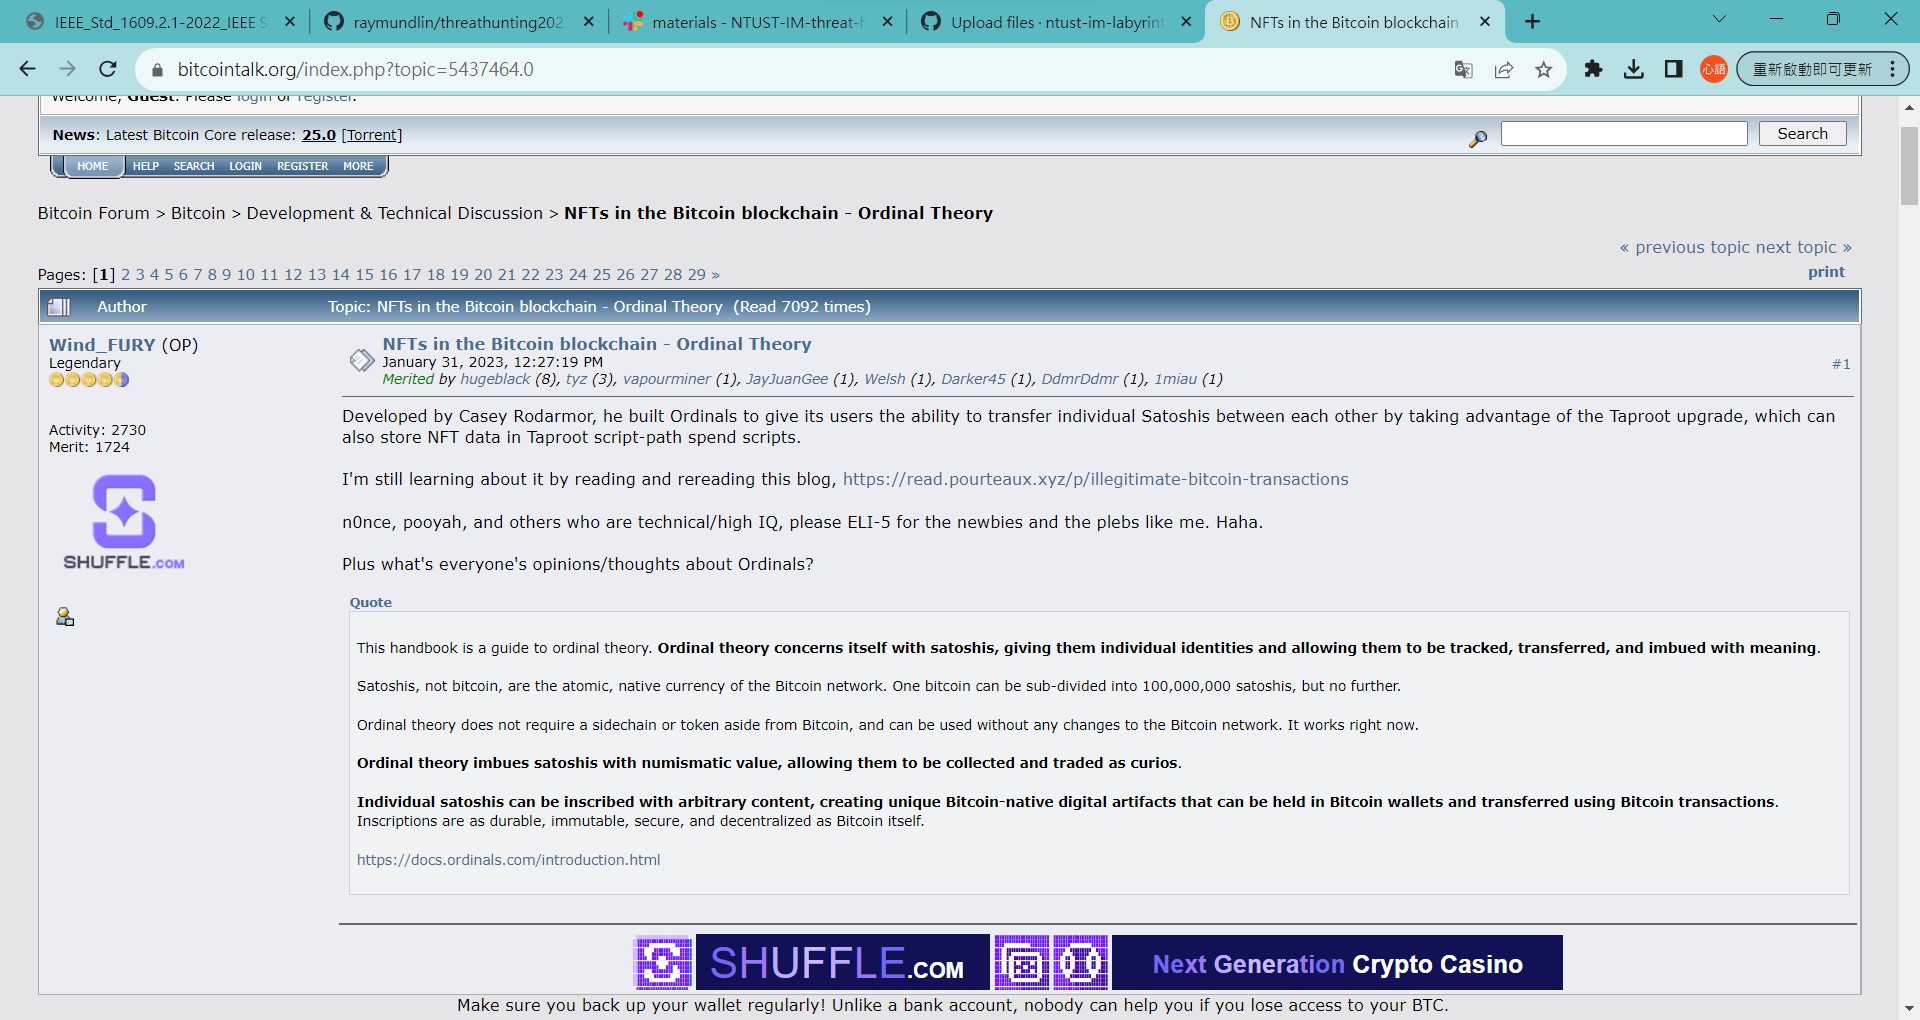 IEEE_Std_1609.2.1-2022_IEEE S
raymundlin/threathunting202
materials - NTUST-IM-threat-h
Upload files · ntust-im-labyrint
NFTs in the Bitcoin blockchain
bitcointalk.org/index.php?topic=5437464.0
心語
重新啟動即可更新
Welcome, Guest. Please login or register.
News: Latest Bitcoin Core release: 25.0 [Torrent]
Search
HOME HELP SEARCH LOGIN REGISTER MORE
Bitcoin Forum > Bitcoin > Development & Technical Discussion > NFTs in the Bitcoin blockchain - Ordinal Theory
« previous topic next topic »
Pages: [1] 2 3 4 5 6 7 8 9 10 11 12 13 14 15 16 17 18 19 20 21 22 23 24 25 26 27 28 29 »
print
Author
Topic: NFTs in the Bitcoin blockchain - Ordinal Theory (Read 7092 times)
Wind_FURY (OP)
Legendary
Activity: 2730
Merit: 1724
SHUFFLE.COM
NFTs in the Bitcoin blockchain - Ordinal Theory
January 31, 2023, 12:27:19 PM
Merited by hugeblack (8), tyz (3), vapourminer (1), JayJuanGee (1), Welsh (1), Darker45 (1), DdmrDdmr (1), 1miau (1)
#1
Developed by Casey Rodarmor, he built Ordinals to give its users the ability to transfer individual Satoshis between each other by taking advantage of the Taproot upgrade, which can
also store NFT data in Taproot script-path spend scripts.
I'm still learning about it by reading and rereading this blog, https://read.pourteaux.xyz/p/illegitimate-bitcoin-transactions
n0nce, pooyah, and others who are technical/high IQ, please ELI-5 for the newbies and the plebs like me. Haha.
Plus what's everyone's opinions/thoughts about Ordinals?
Quote
This handbook is a guide to ordinal theory. Ordinal theory concerns itself with satoshis, giving them individual identities and allowing them to be tracked, transferred, and imbued with meaning.
Satoshis, not bitcoin, are the atomic, native currency of the Bitcoin network. One bitcoin can be sub-divided into 100,000,000 satoshis, but no further.
Ordinal theory does not require a sidechain or token aside from Bitcoin, and can be used without any changes to the Bitcoin network. It works right now.
Ordinal theory imbues satoshis with numismatic value, allowing them to be collected and traded as curios.
Individual satoshis can be inscribed with arbitrary content, creating unique Bitcoin-native digital artifacts that can be held in Bitcoin wallets and transferred using Bitcoin transactions.
Inscriptions are as durable, immutable, secure, and decentralized as Bitcoin itself.
https://docs.ordinals.com/introduction.html
SHUFFLE.COM
Next Generation Crypto Casino
Make sure you back up your wallet regularly! Unlike a bank account, nobody can help you if you lose access to your BTC.